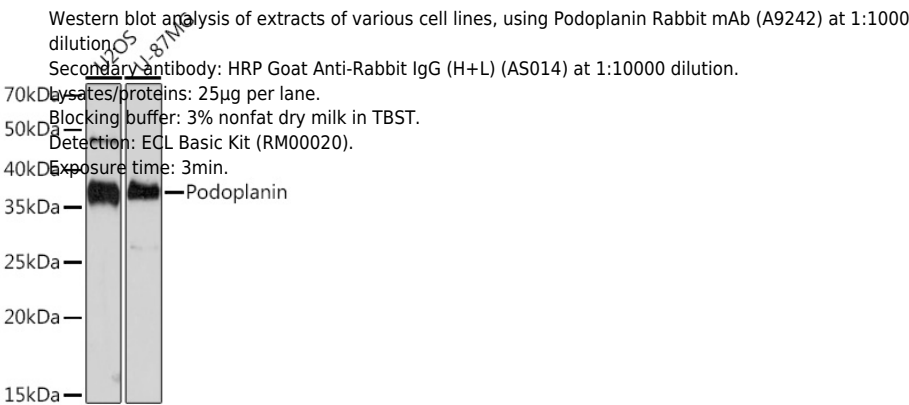 Western blot analysis of extracts of various cell lines, using Podoplanin Rabbit mAb (A9242) at 1:1000
dilution.
Secondary antibody: HRP Goat Anti-Rabbit IgG (H+L) (AS014) at 1:10000 dilution.
Lysates/proteins: 25μg per lane.
Blocking buffer: 3% nonfat dry milk in TBST.
Detection: ECL Basic Kit (RM00020).
Exposure time: 3min.
U2OS
U-87MG
70kDa
50kDa
40kDa
Podoplanin
35kDa
25kDa
20kDa
15kDa